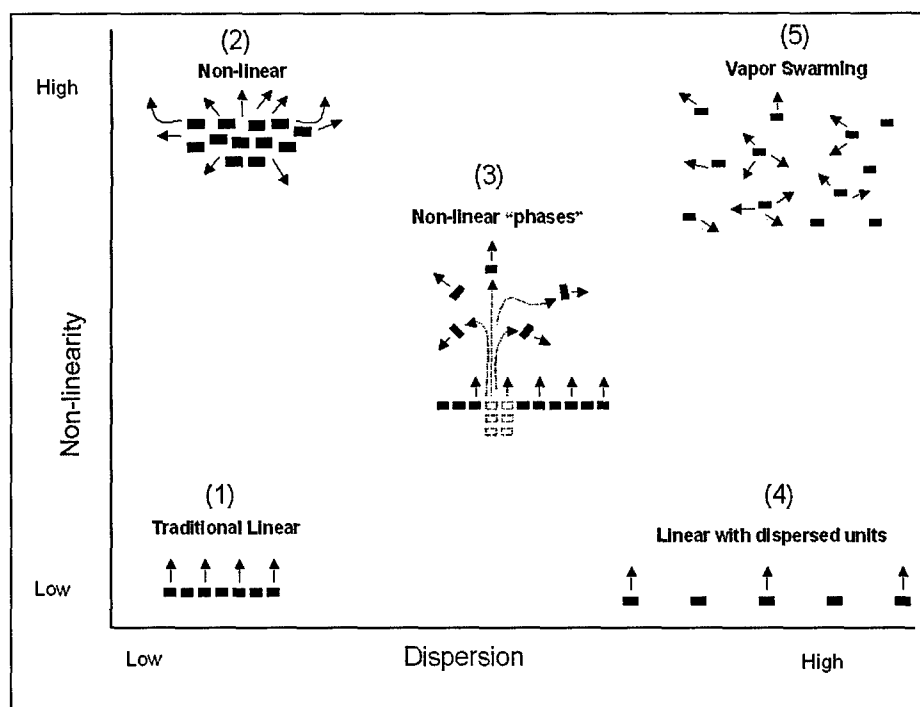 (2)
Non-linear
(5)
Vapor Swarming
High
(3)
Non-linear “phases”
Non-linearity
(1)
Traditional Linear
(4)
Linear with dispersed units
Low
Low
Dispersion
High